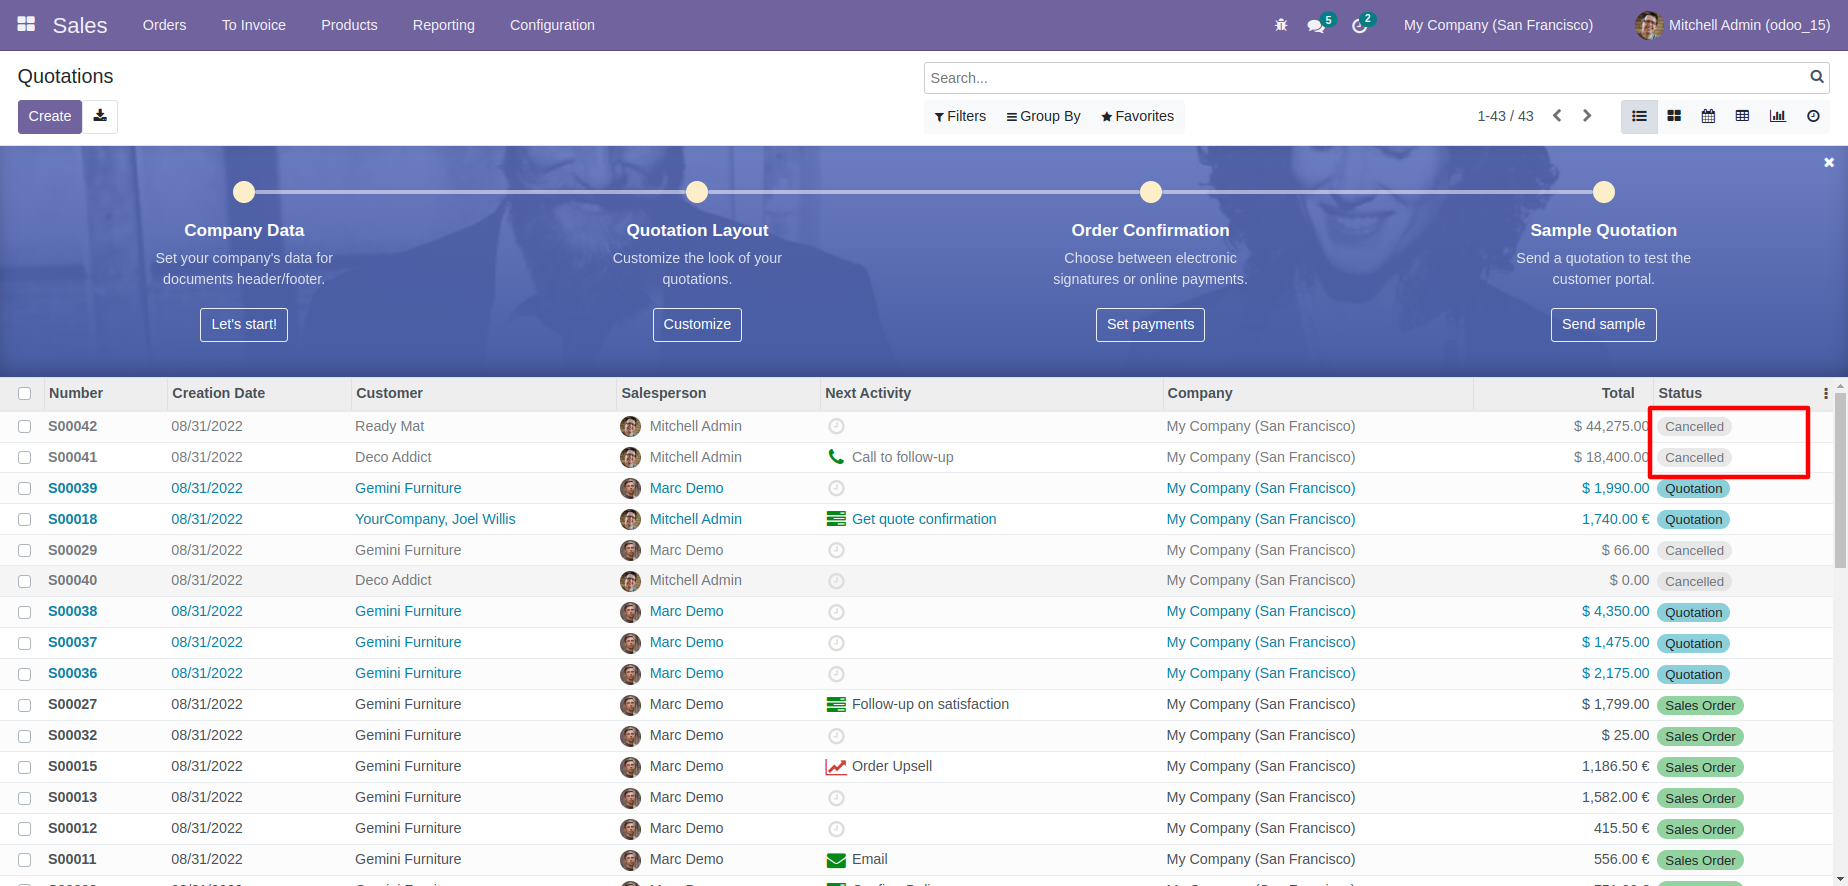 Sales Orders To Invoice Products Reporting Configuration 5 2 My Company (San Francisco) Mitchell Admin (odoo_15)
Quotations
Search...
Create
Filters Group By Favorites 1-43 / 43
Company Data Quotation Layout Order Confirmation Sample Quotation
Set your company's data for Customize the look of your Choose between electronic Send a quotation to test the
documents header/footer. quotations. signatures or online payments. customer portal.
Let's start! Customize Set payments Send sample
Number Creation Date Customer Salesperson Next Activity Company Total Status
S00042 08/31/2022 Ready Mat Mitchell Admin My Company (San Francisco) $ 44,275.00 Cancelled
S00041 08/31/2022 Deco Addict Mitchell Admin Call to follow-up My Company (San Francisco) $ 18,400.00 Cancelled
S00039 08/31/2022 Gemini Furniture Marc Demo My Company (San Francisco) $ 1,990.00 Quotation
S00018 08/31/2022 YourCompany, Joel Willis Mitchell Admin Get quote confirmation My Company (San Francisco) 1,740.00 € Quotation
S00029 08/31/2022 Gemini Furniture Marc Demo My Company (San Francisco) $ 66.00 Cancelled
S00040 08/31/2022 Deco Addict Mitchell Admin My Company (San Francisco) $ 0.00 Cancelled
S00038 08/31/2022 Gemini Furniture Marc Demo My Company (San Francisco) $ 4,350.00 Quotation
S00037 08/31/2022 Gemini Furniture Marc Demo My Company (San Francisco) $ 1,475.00 Quotation
S00036 08/31/2022 Gemini Furniture Marc Demo My Company (San Francisco) $ 2,175.00 Quotation
S00027 08/31/2022 Gemini Furniture Marc Demo Follow-up on satisfaction My Company (San Francisco) $ 1,799.00 Sales Order
S00032 08/31/2022 Gemini Furniture Marc Demo My Company (San Francisco) $ 25.00 Sales Order
S00015 08/31/2022 Gemini Furniture Marc Demo Order Upsell My Company (San Francisco) 1,186.50 € Sales Order
S00013 08/31/2022 Gemini Furniture Marc Demo My Company (San Francisco) 1,582.00 € Sales Order
S00012 08/31/2022 Gemini Furniture Marc Demo My Company (San Francisco) 415.50 € Sales Order
S00011 08/31/2022 Gemini Furniture Marc Demo Email My Company (San Francisco) 556.00 € Sales Order